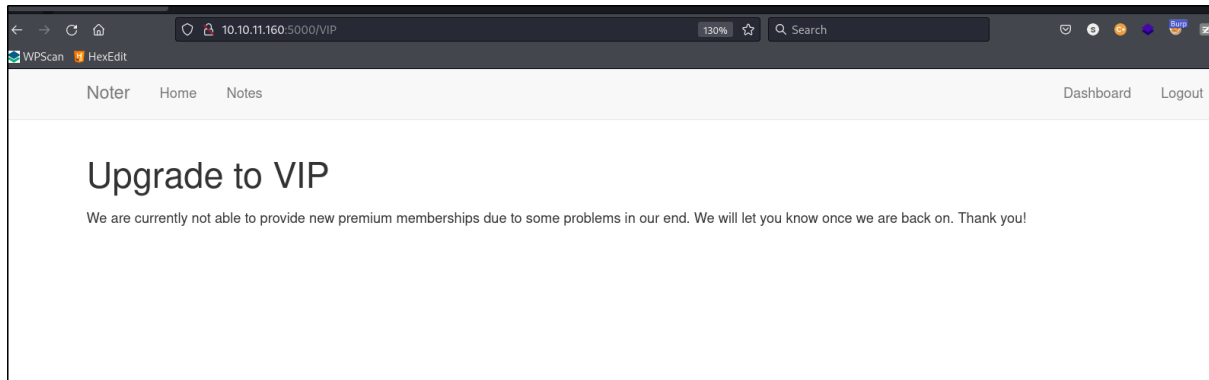 10.10.11.160:5000/VIP 130% Search Burp
WPScan HexEdit
Noter Home Notes Dashboard Logout
Upgrade to VIP
We are currently not able to provide new premium memberships due to some problems in our end. We will let you know once we are back on. Thank you!